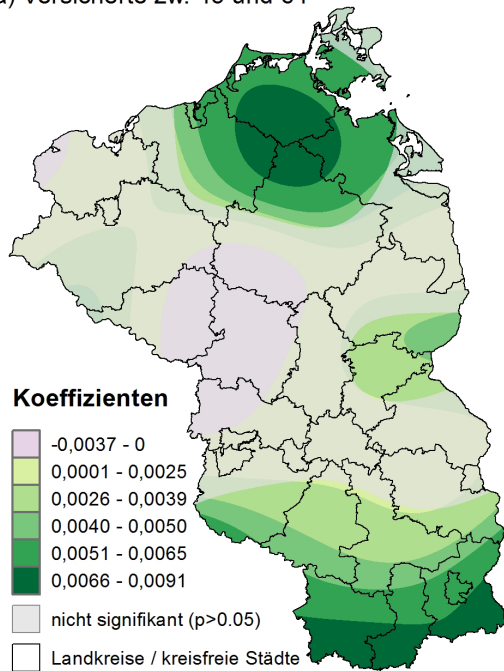 Koeffizienten
-0,0037 - 0
0,0001 - 0,0025
0,0026 - 0,0039
0,0040 - 0,0050
0,0051 - 0,0065
0,0066 - 0,0091
nicht signifikant (p>0.05)
Landkreise / kreisfreie Städte